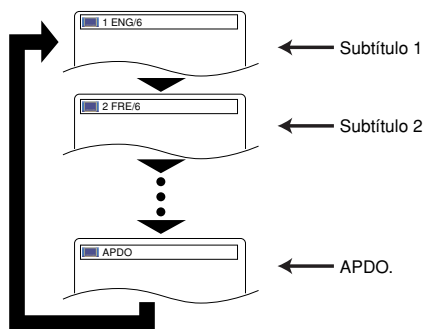 1 ENG/6
Subtítulo 1
2 FRE/6
Subtítulo 2
APDO
APDO.